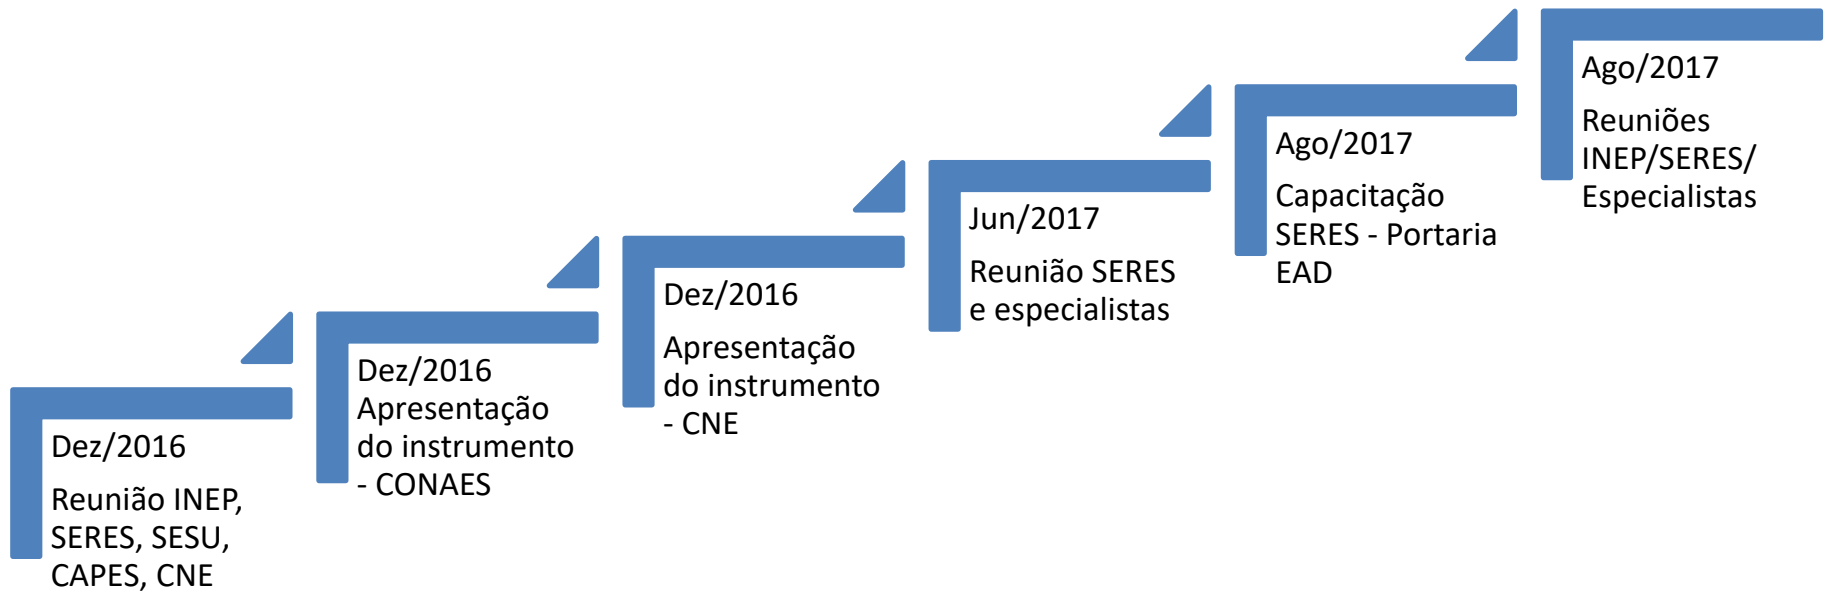 Dez/2016
Reunião INEP,
SERES, SESU,
CAPES, CNE
Dez/2016
Apresentação
do instrumento
- CONAES
Dez/2016
Apresentação
do instrumento
- CNE
Jun/2017
Reunião SERES
e especialistas
Ago/2017
Capacitação
SERES - Portaria
EAD
Ago/2017
Reuniões
INEP/SERES/
Especialistas